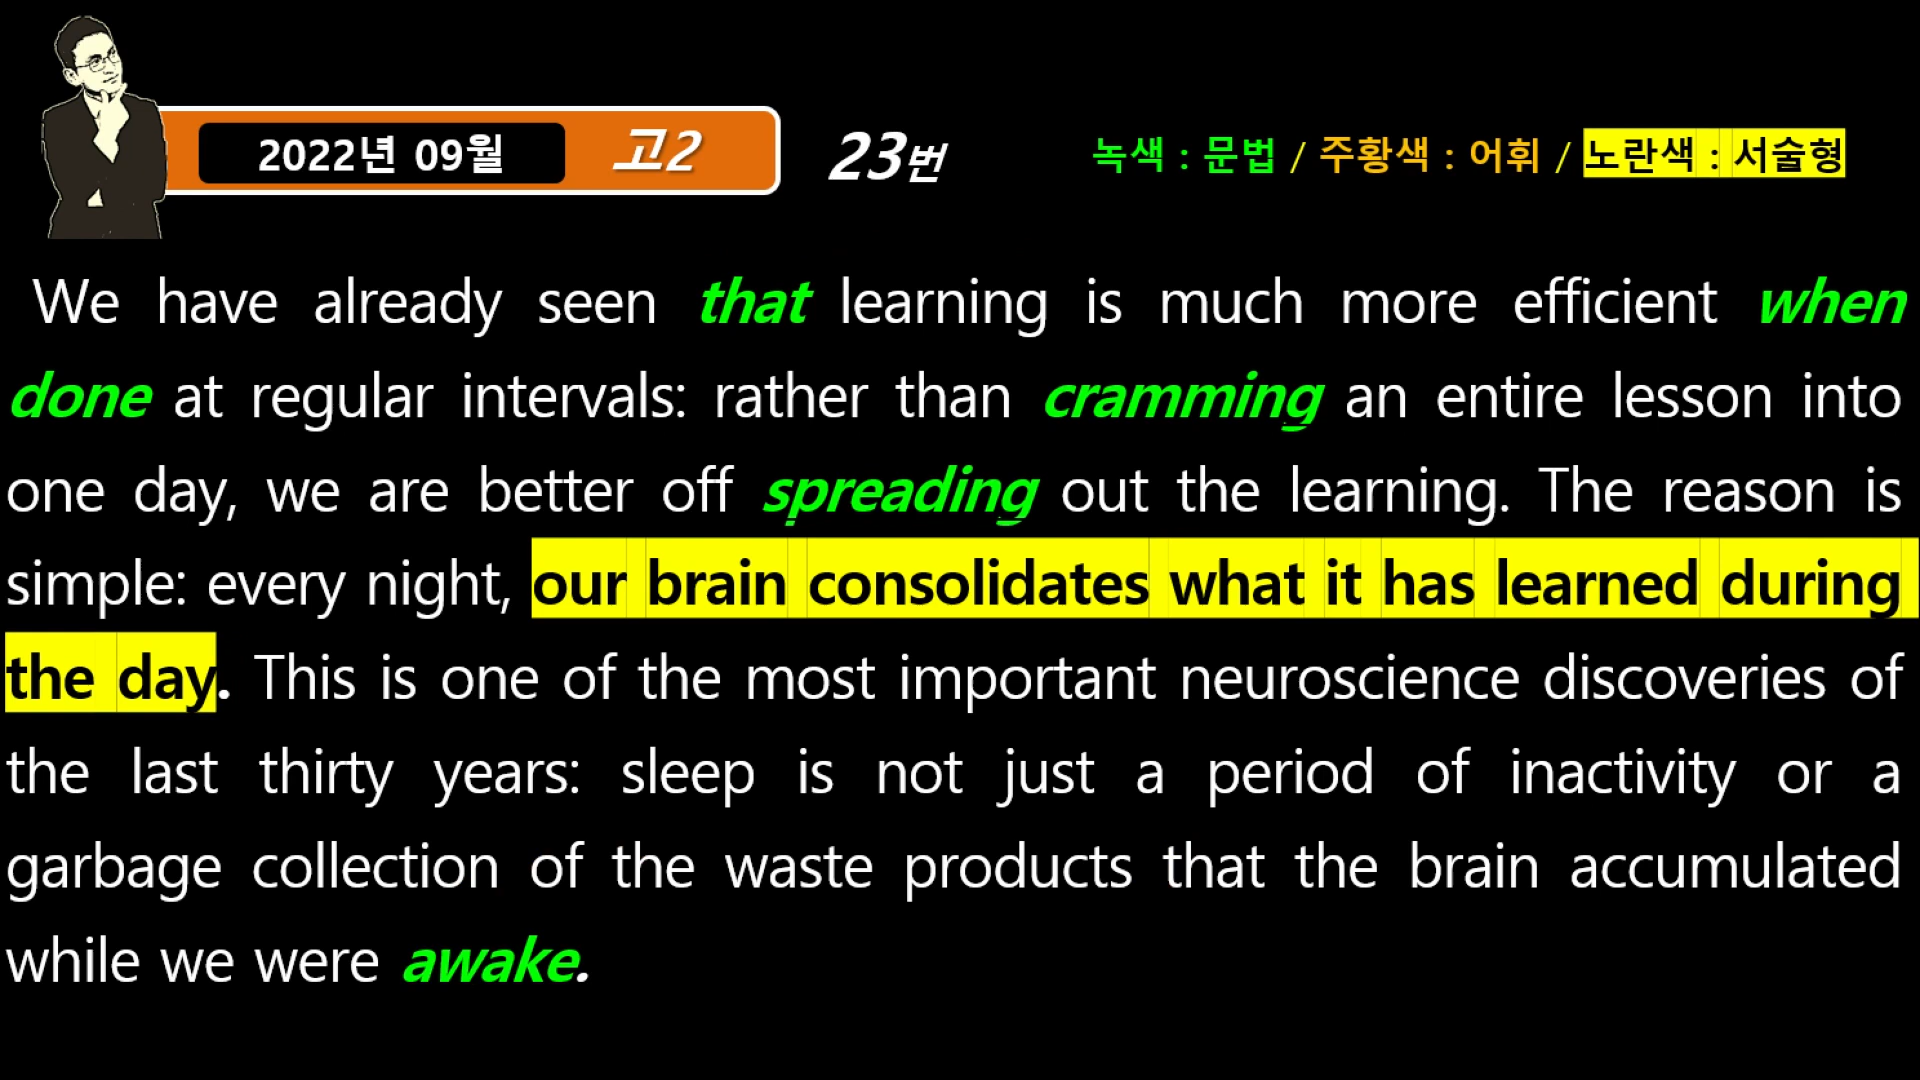 2022년 09월 고2 23번 녹색 : 문법 / 주황색 : 어휘 / 노란색 : 서술형
We have already seen that learning is much more efficient when
done at regular intervals: rather than cramming an entire lesson into
one day, we are better off spreading out the learning. The reason is
simple: every night, our brain consolidates what it has learned during
the day. This is one of the most important neuroscience discoveries of
the last thirty years: sleep is not just a period of inactivity or a
garbage collection of the waste products that the brain accumulated
while we were awake.